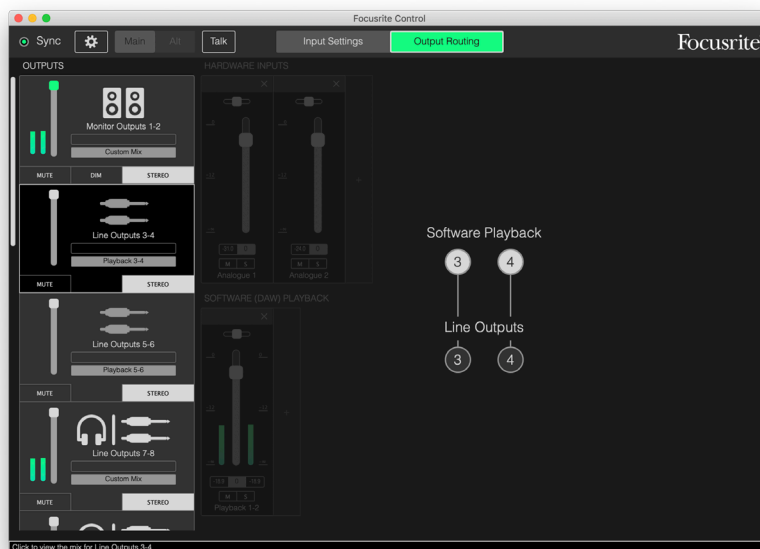 Focusrite Control
Sync
Main
Alt
Talk
Input Settings
Output Routing
Focusrite
OUTPUTS
Monitor Outputs 1-2
Custom Mix
MUTE
DIM
STEREO
Line Outputs 3-4
Playback 3-4
MUTE
STEREO
Line Outputs 5-6
Playback 5-6
MUTE
STEREO
Line Outputs 7-8
Custom Mix
MUTE
STEREO
HARDWARE INPUTS
M S
Analogue 1
M S
Analogue 2
SOFTWARE (DAW) PLAYBACK
M S
Playback 1-2
Software Playback
3 4
Line Outputs
3 4
Click to view the mix for Line Outputs 3-4